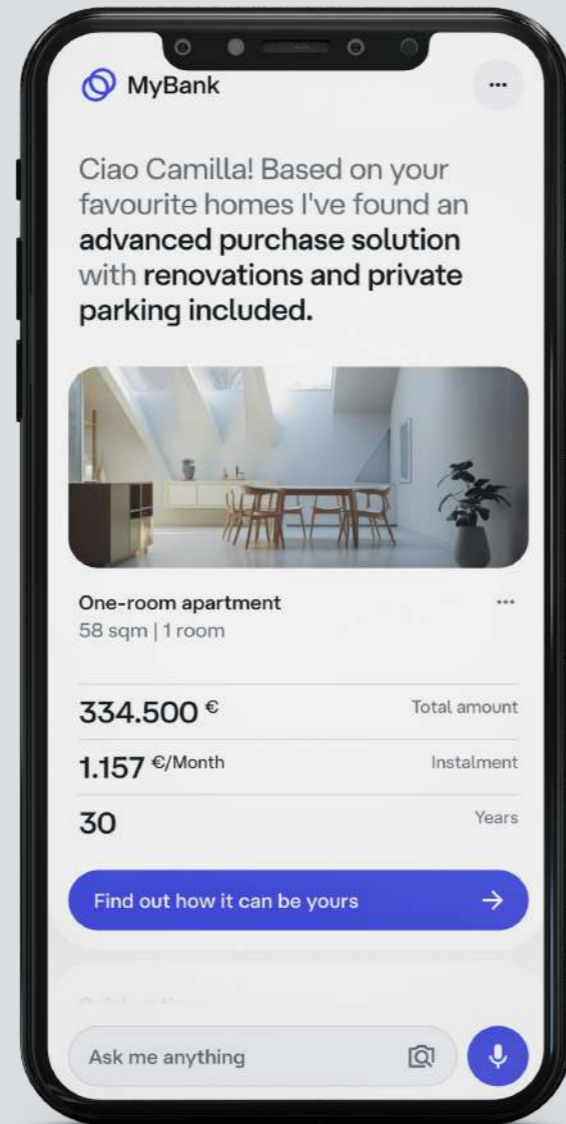 MyBank
Ciao Camilla! Based on your
favourite homes I've found an
advanced purchase solution
with renovations and private
parking included.
One-room apartment
58 sqm | 1 room
334.500 €
Total amount
1.157 €/Month
Instalment
30
Years
Find out how it can be yours
Ask me anything